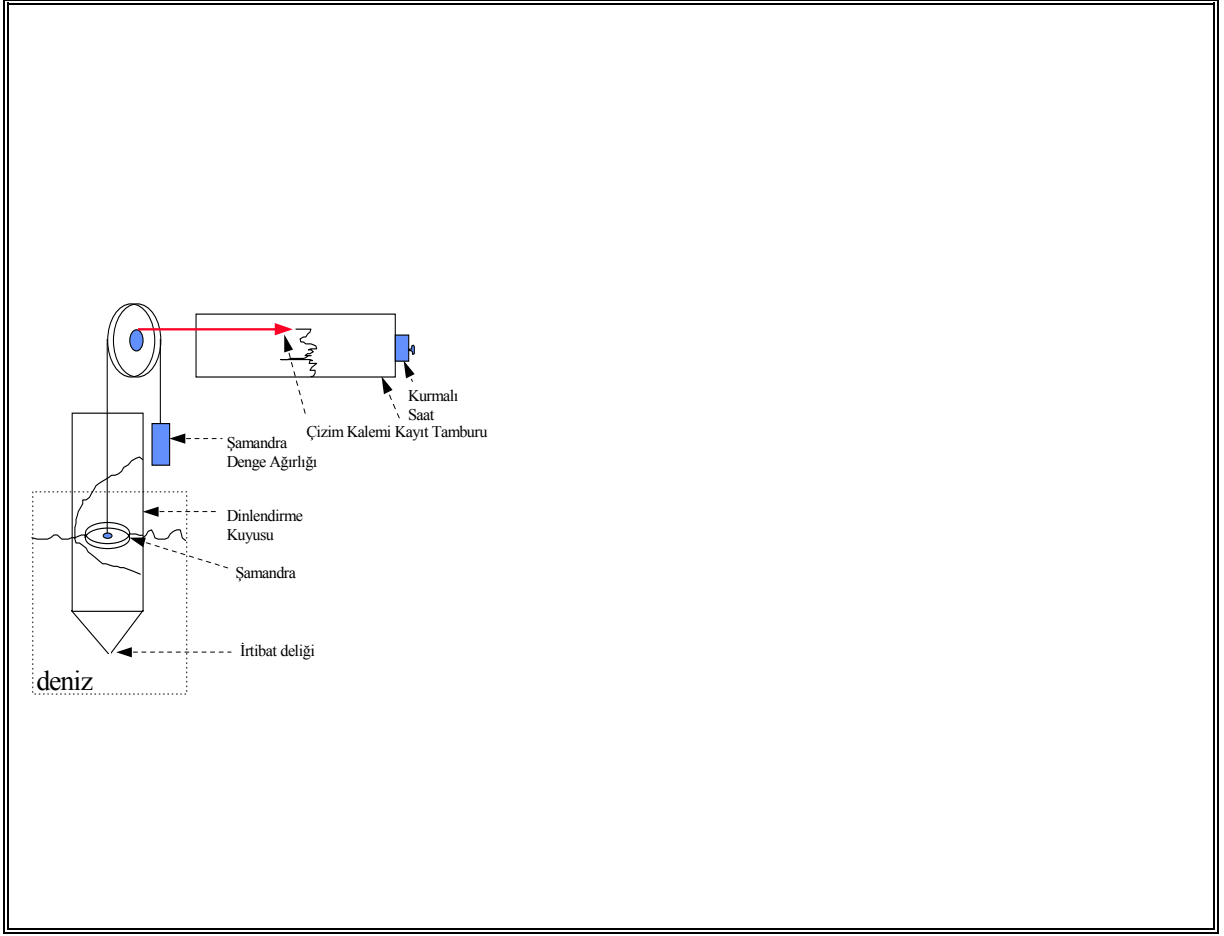 Kurmalı
Saat
Çizim Kalemi Kayıt Tamburu
Şamandra
Denge Ağırlığı
Dinlendirme
Kuyusu
Şamandra
İrtibat deliği
deniz